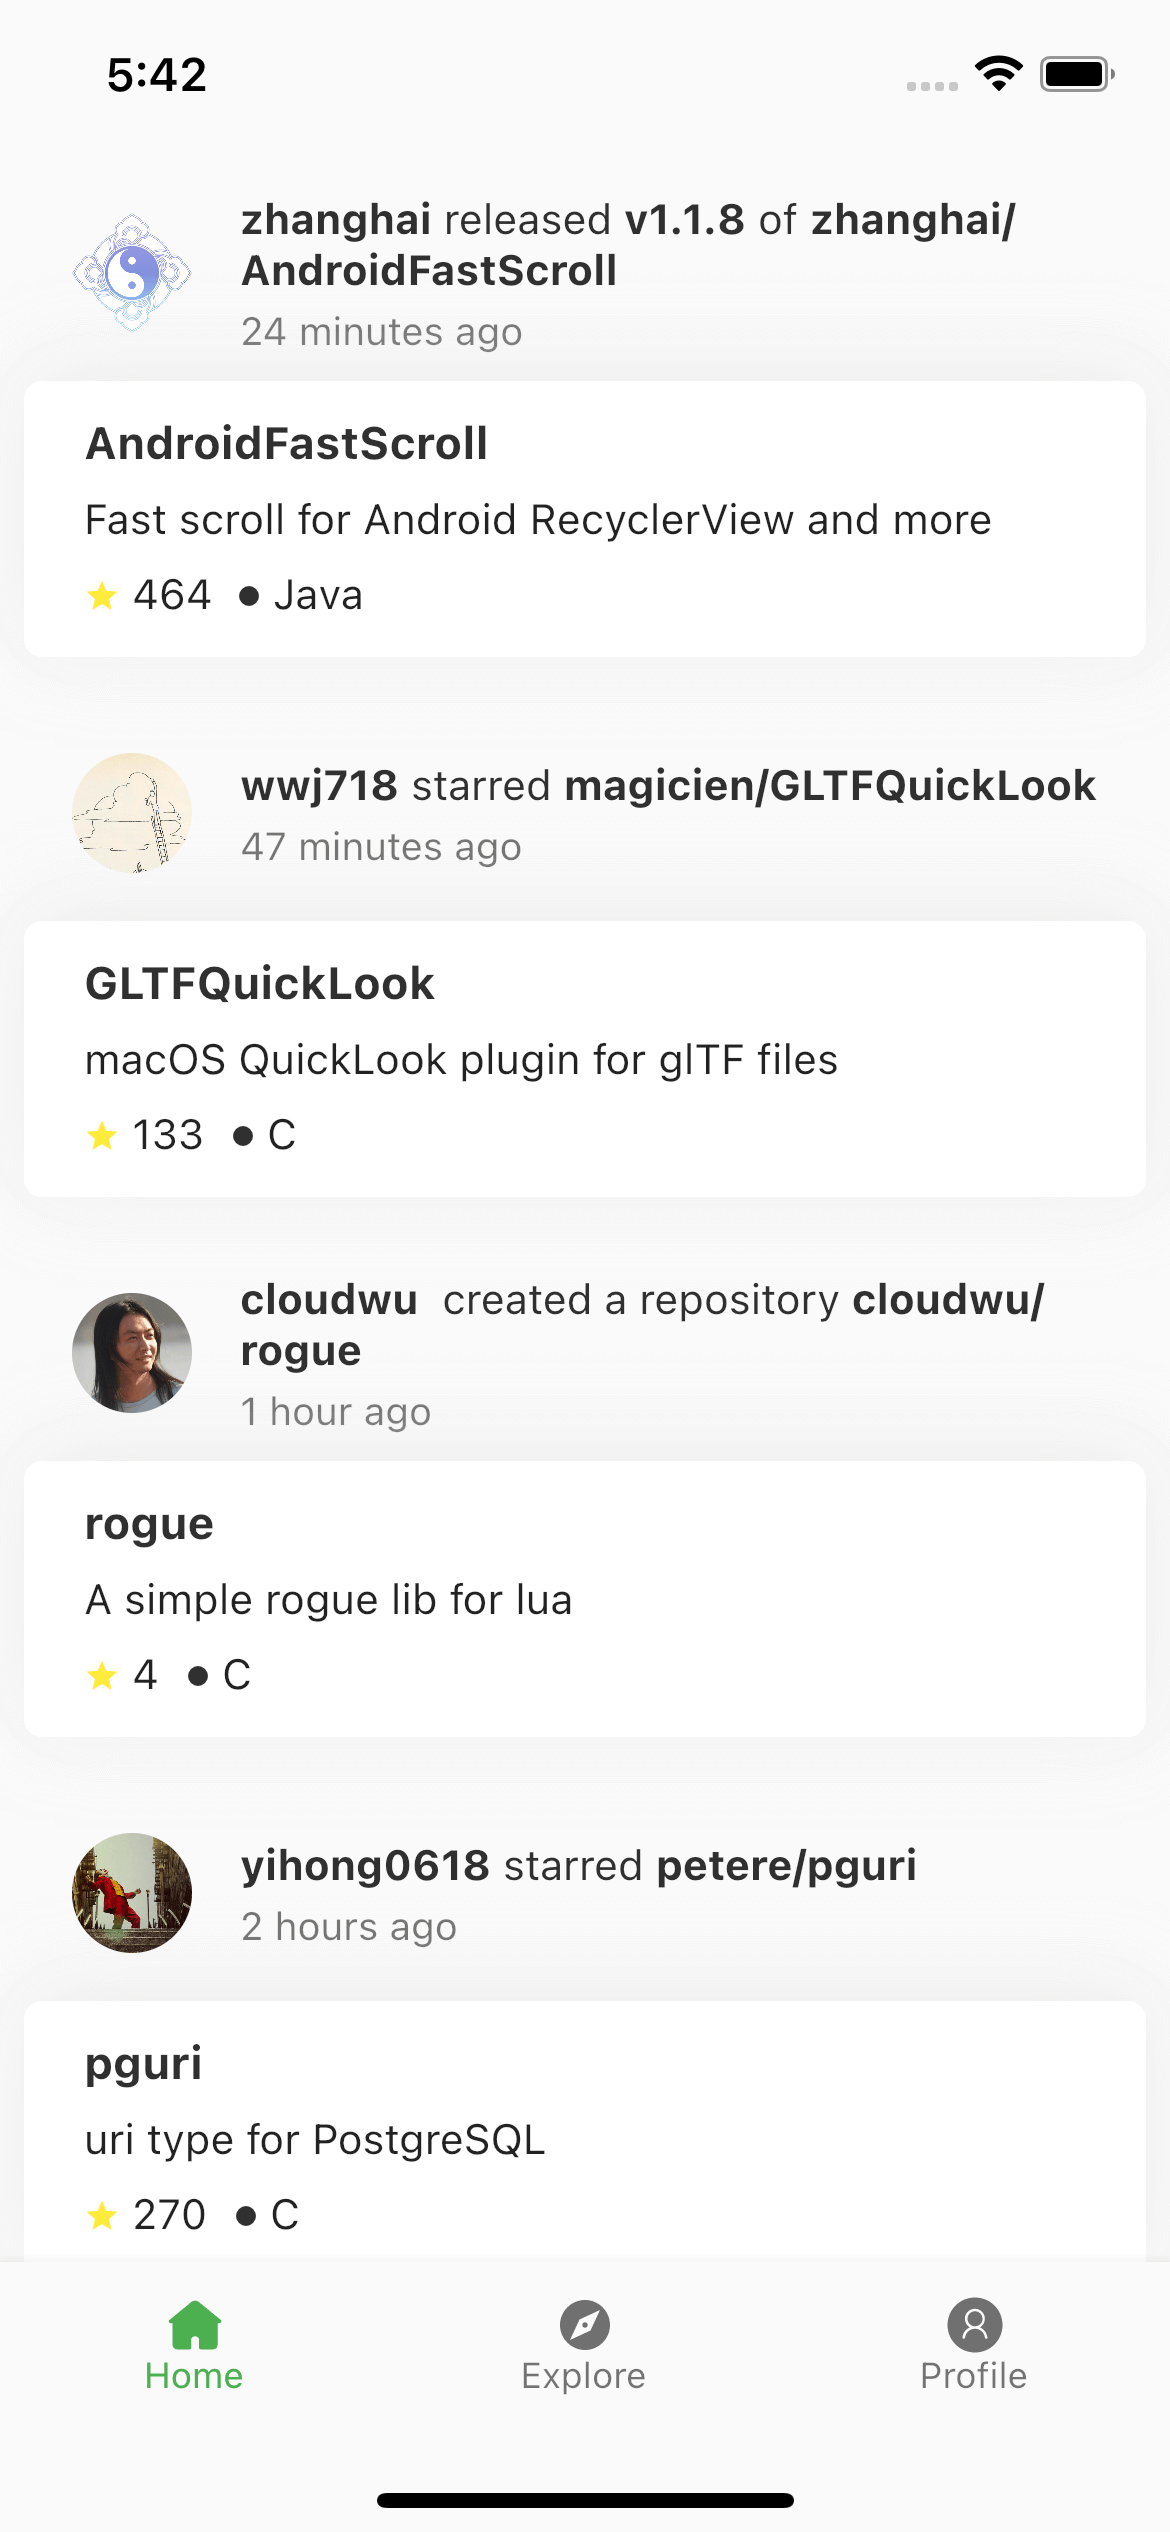 5:42
zhanghai released v1.1.8 of zhanghai/
AndroidFastScroll
24 minutes ago
AndroidFastScroll
Fast scroll for Android RecyclerView and more
464 ● Java
wwj718 starred magicien/GLTFQuickLook
47 minutes ago
GLTFQuickLook
macOS QuickLook plugin for glTF files
133 ● C
cloudwu created a repository cloudwu/
rogue
1 hour ago
rogue
A simple rogue lib for lua
4 ● C
yihong0618 starred petere/pguri
2 hours ago
pguri
uri type for PostgreSQL
270 ● C
Home Explore Profile